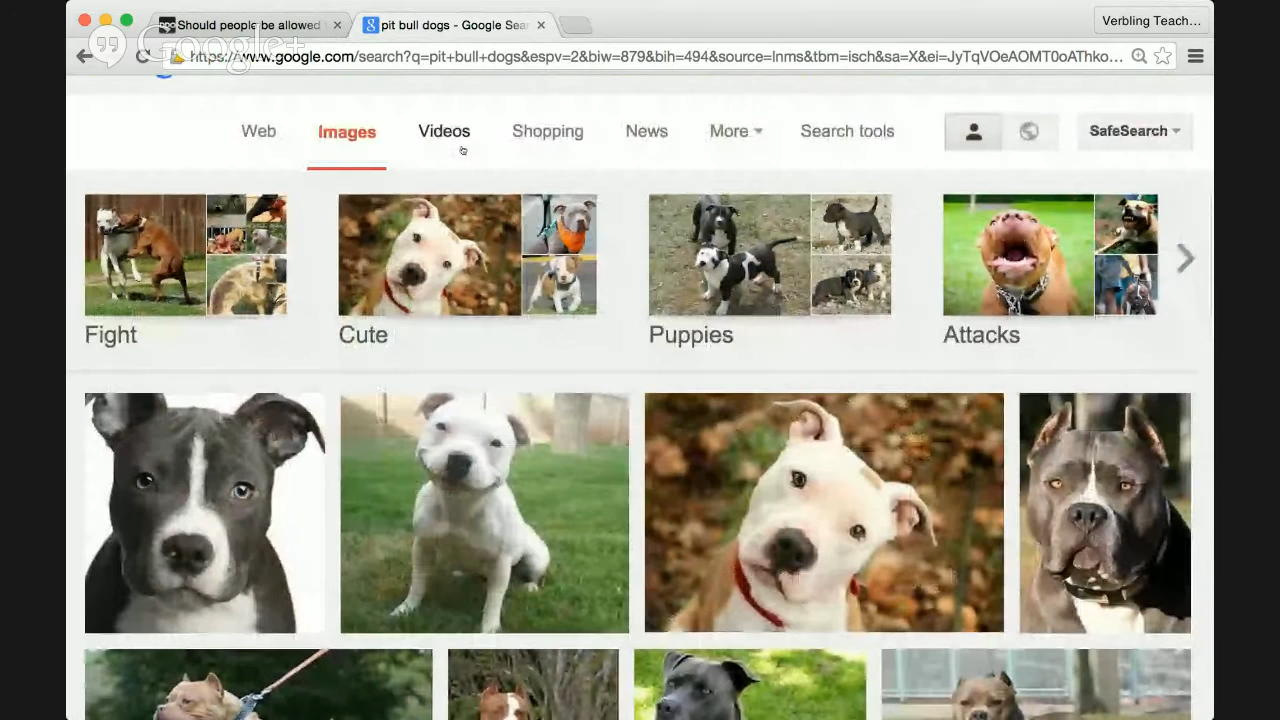 Should people be allowed
pit bull dogs - Google Sear
Verbling Teach...
Google+
https://www.google.com/search?q=pit+bull+dogs&espv=2&biw=879&bih=494&source=lnms&tbm=isch&sa=X&ei=JyTqVOeAOMT0oAThko...
Web Images Videos Shopping News More Search tools SafeSearch
Fight Cute Puppies Attacks